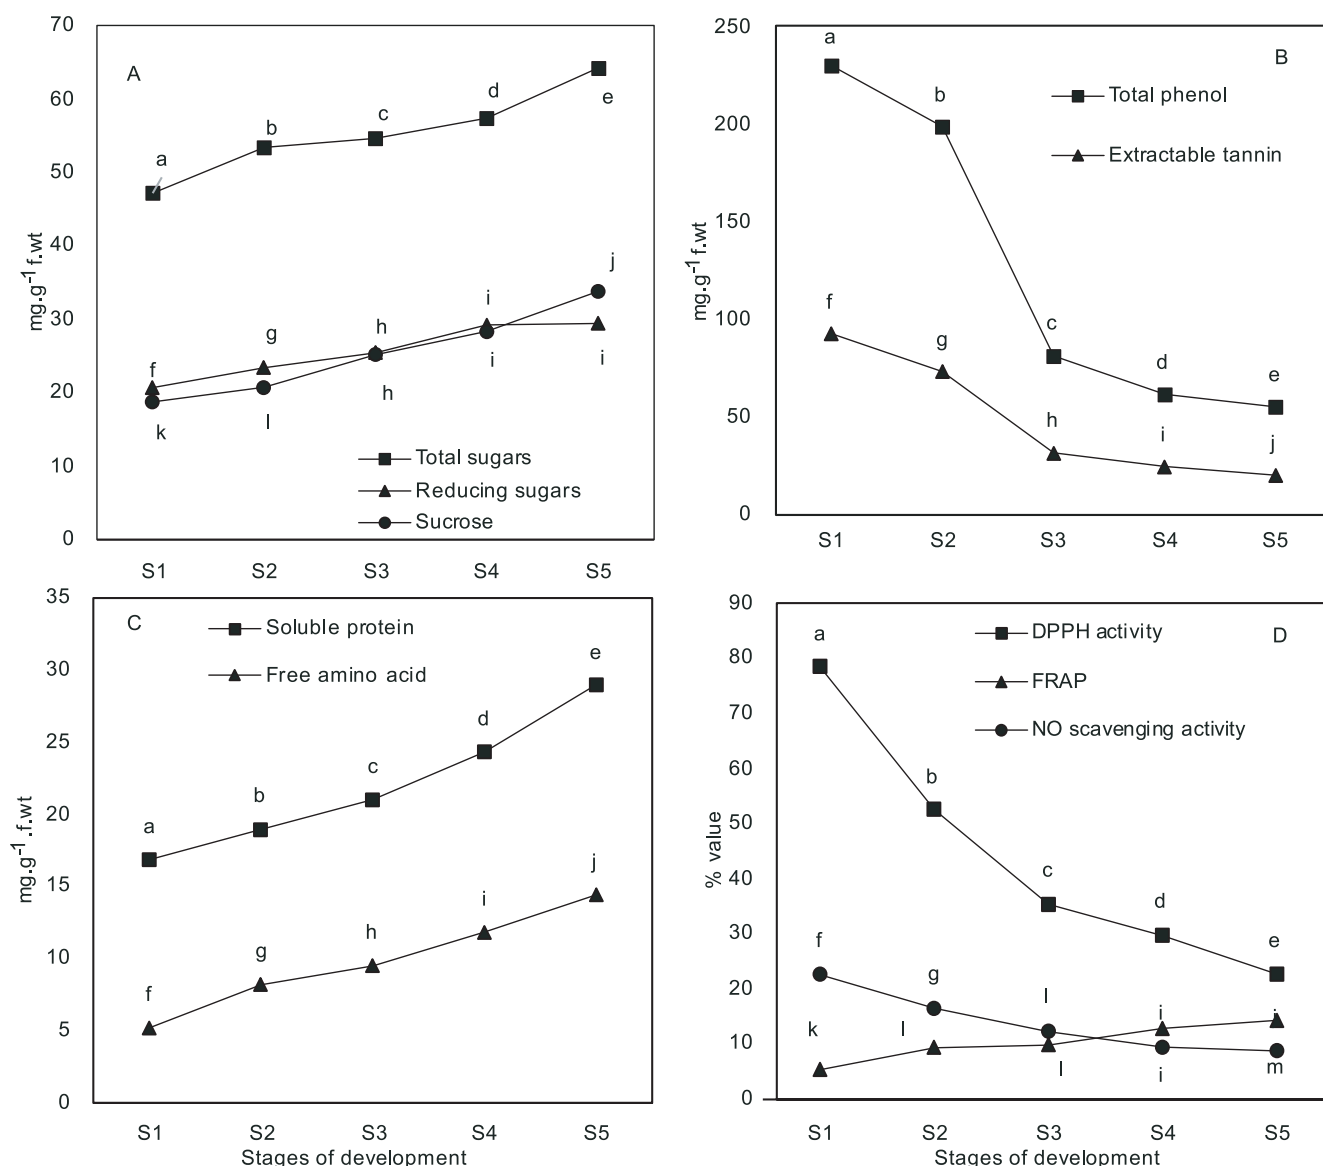 70
60
50
40
30
20
10
0
mg.g-1 f.wt
A
a
b
c
d
e
f
g
h
i
j
k
l
h
i
i
Total sugars
Reducing sugars
Sucrose
S1 S2 S3 S4 S5
250
200
150
100
50
0
mg.g-1 f.wt
B
Total phenol
Extractable tannin
a
b
c
d
e
f
g
h
i
j
S1 S2 S3 S4 S5
35
30
25
20
15
10
5
0
mg.g-1.f.wt
C
Soluble protein
Free amino acid
a
b
c
d
e
f
g
h
i
j
S1 S2 S3 S4 S5
Stages of development
90
80
70
60
50
40
30
20
10
0
% value
D
DPPH activity
FRAP
NO scavenging activity
a
b
c
d
e
f
g
l
i
k
l
l
i
m
S1 S2 S3 S4 S5
Stages of development